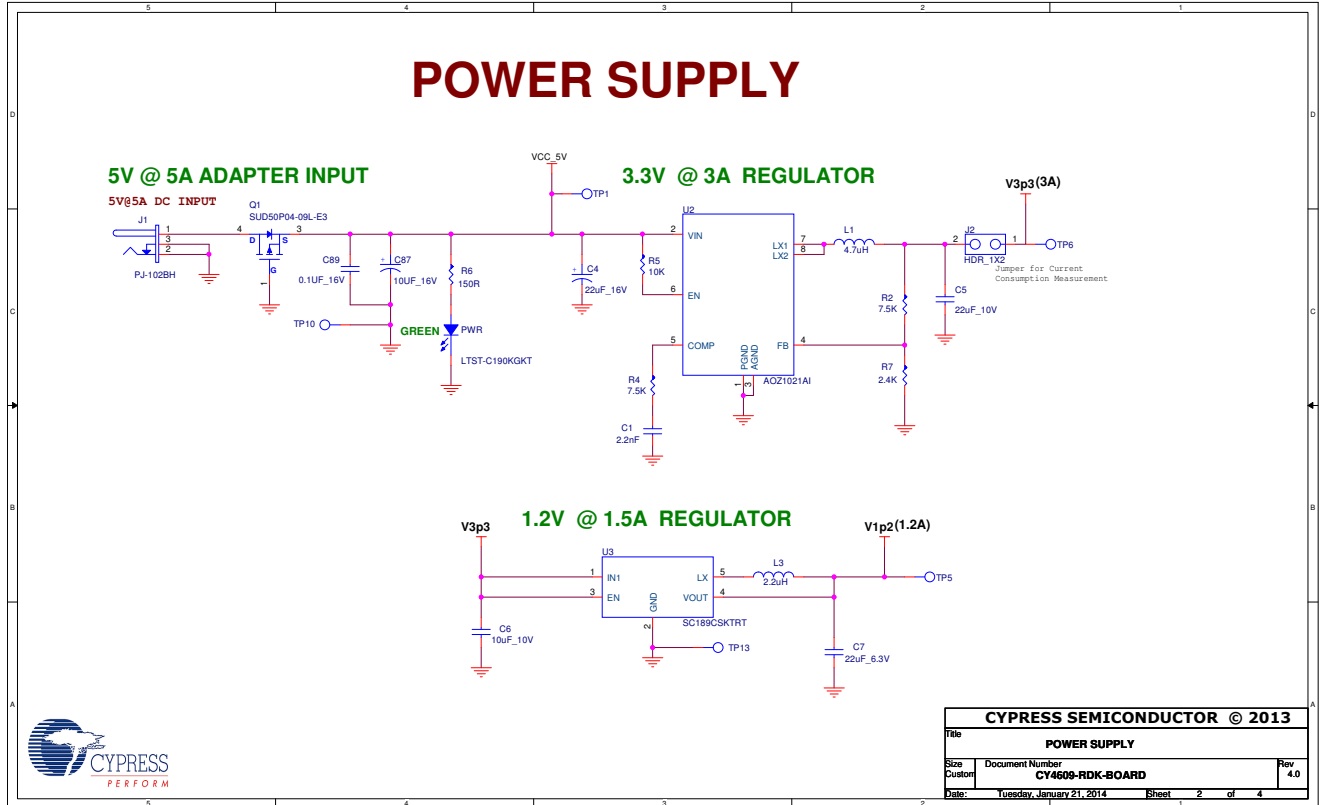 5 4 3 2 1
POWER SUPPLY
D D
VCC_5V
5V @ 5A ADAPTER INPUT
3.3V @ 3A REGULATOR
5V@5A DC INPUT
TP1
V3p3(3A)
Q1
SUD50P04-09L-E3
J1
U2
1
3
2
4 3
D S
G
1
PJ-102BH
2 VIN
LX1 7
LX2 8
L1
4.7uH
J2
2 1
HDR_1X2
TP6
Jumper for Current
Consumption Measurement
C89
0.1UF_16V
+
C87
10UF_16V
R6
150R
+
C4
22uF_16V
R5
10K
6 EN
R2
7.5K
C5
22uF_10V
C C
TP10
GREEN
PWR
LTST-C190KGKT
5 COMP
FB 4
PGND
AGND
1
3
AOZ1021AI
R7
2.4K
R4
7.5K
C1
2.2nF
B B
1.2V @ 1.5A REGULATOR
V3p3
V1p2(1.2A)
U3
1 IN1
3 EN
LX 5
VOUT 4
GND
2
SC189CSKTRT
L3
2.2uH
TP5
C6
10uF_10V
TP13
C7
22uF_6.3V
A A
CYPRESS
PERFORM
CYPRESS SEMICONDUCTOR © 2013
Title
POWER SUPPLY
Size Document Number Rev
Custom CY4609-RDK-BOARD 4.0
Date: Tuesday, January 21, 2014 Sheet 2 of 4
5 4 3 2 1